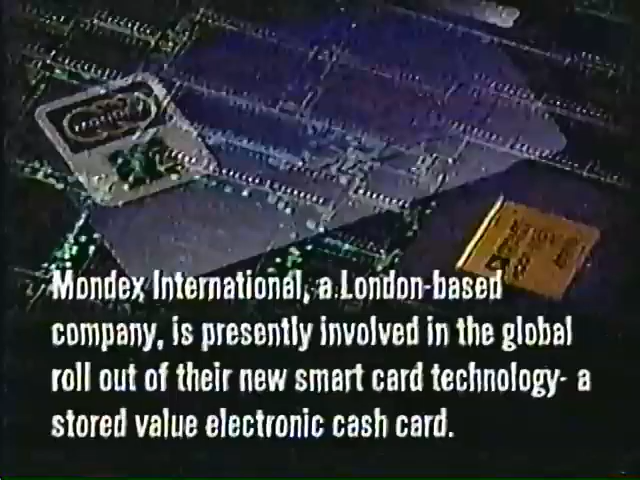 Mondex
Mondex International, a London-based
company, is presently involved in the global
roll out of their new smart card technology- a
stored value electronic cash card.